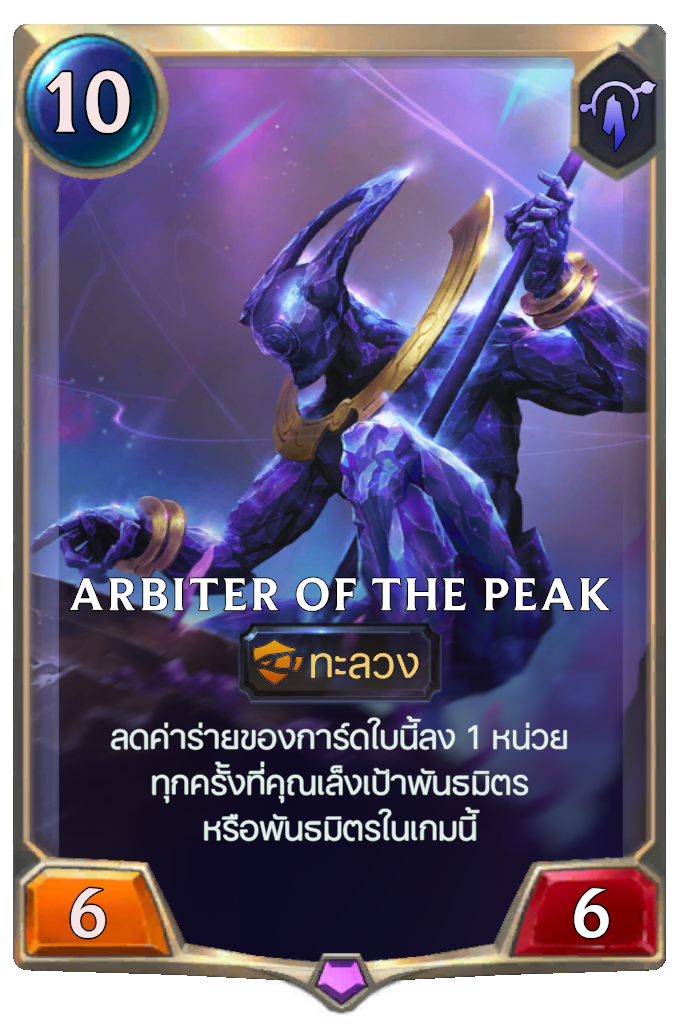 10
ARBITER OF THE PEAK
ทะลวง
ลดค่าร่ายของการ์ดใบนี้ลง 1 หน่วย
ทุกครั้งที่คุณเล็งเป้าพันธมิตร
หรือพันธมิตรในเกมนี้
6
6